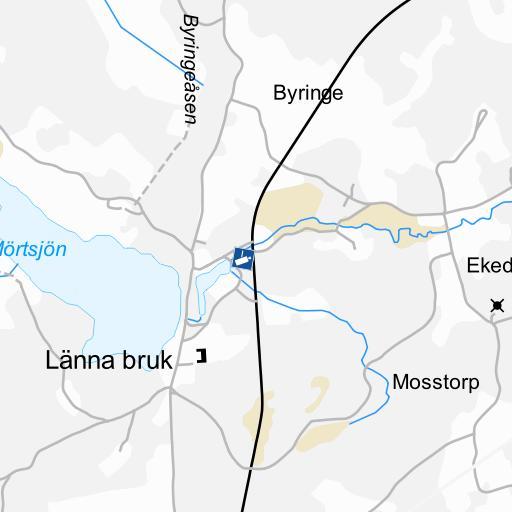 Byringeåsen
Byringe
Mörtsjön
Eked
Länna bruk
Mosstorp